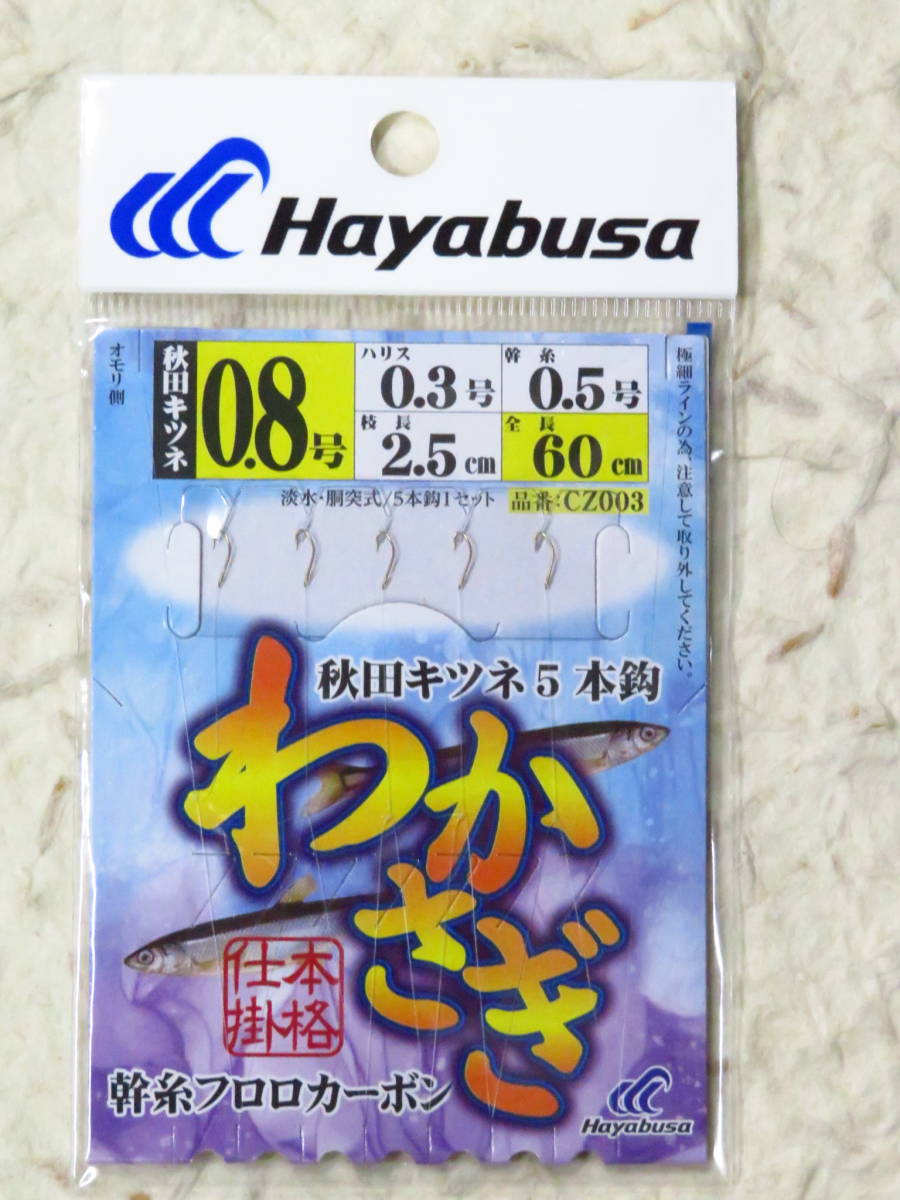 Hayabusa
オモリ側
秋田キツネ
0.8号
ハリス
0.3号
幹糸
0.5号
枝長
2.5cm
全長
60cm
淡水・胴突式/5本鈎1セット
品番:CZ003
極細ラインの為、注意して取り外してください。
秋田キツネ5本鈎
わかさぎ
本格
仕掛
幹糸フロロカーボン
Hayabusa